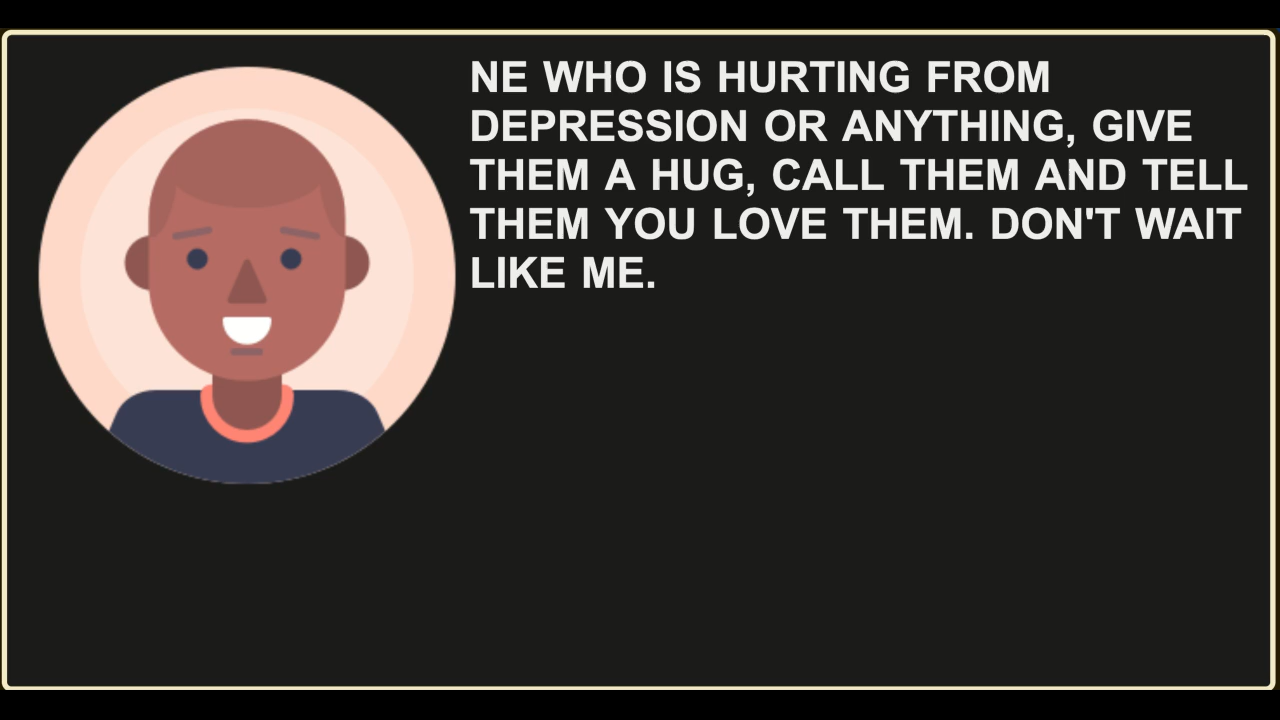 NE WHO IS HURTING FROM
DEPRESSION OR ANYTHING, GIVE
THEM A HUG, CALL THEM AND TELL
THEM YOU LOVE THEM. DON'T WAIT
LIKE ME.